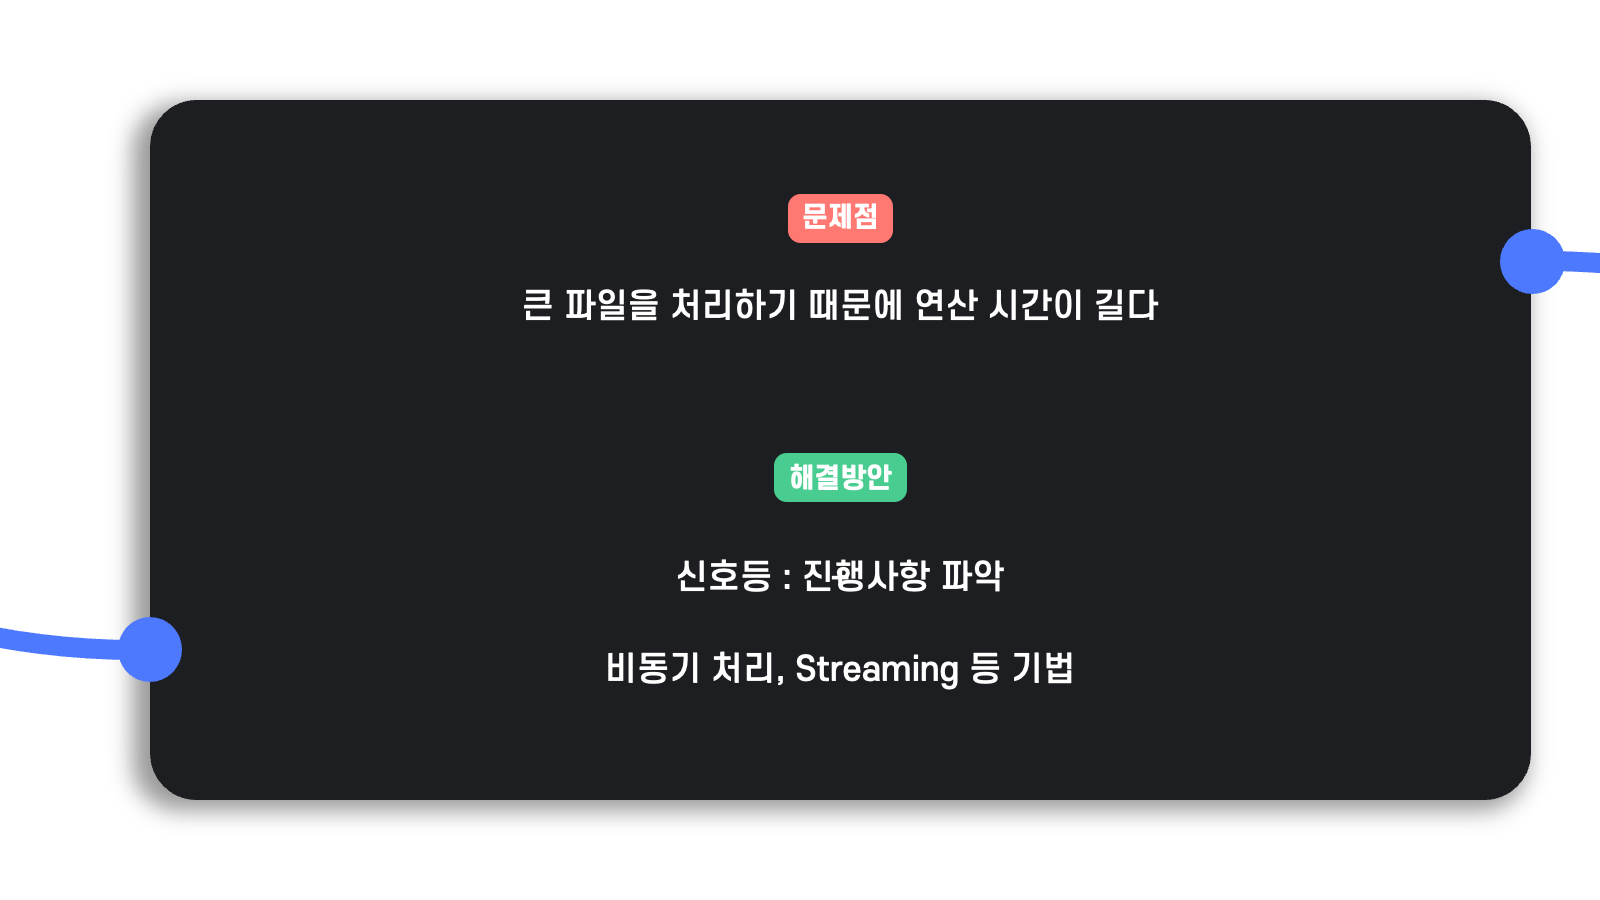 문제점
큰 파일을 처리하기 때문에 연산 시간이 길다
해결방안
신호등 : 진행사항 파악
+
비동기 처리, Streaming 등 기법